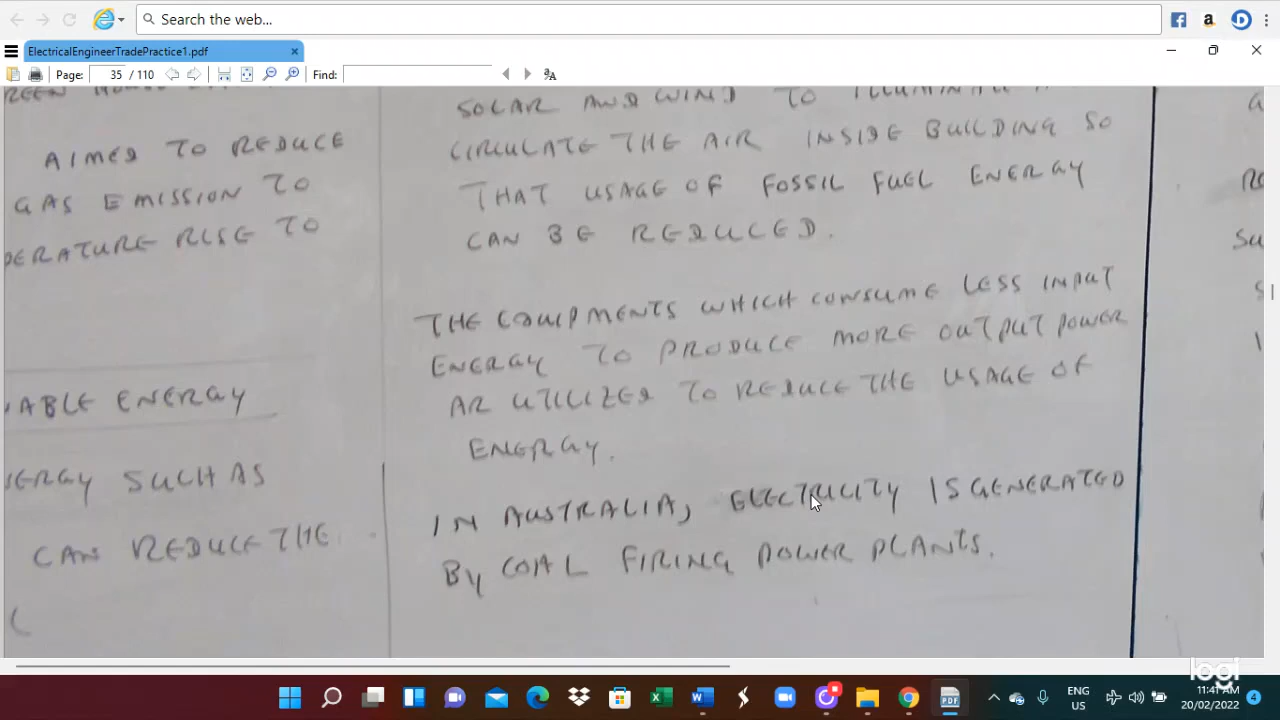 Search the web...
ElectricalEngineerTradePractice1.pdf
Page: 35 / 110 Find:
AIMED TO REDUCE
GAS EMISSION TO
PERATURE RISE TO
ABLE ENERGY
ERGY SUCH AS
CAN REDUCE THE
SOLAR AND WIND TO
CIRCULATE THE AIR INSIDE BUILDING SO
THAT USAGE OF FOSSIL FUEL ENERGY
CAN BE REDUCED.
THE EQUIPMENTS WHICH CONSUME LESS INPUT
ENERGY TO PRODUCE MORE OUTPUT POWER
AR UTILIZED TO REDUCE THE USAGE OF
ENERGY.
IN AUSTRALIA, ELECTRICITY IS GENERATED
BY COAL FIRING POWER PLANTS.
logi
ENG
US
11:41 AM
20/02/2022
4